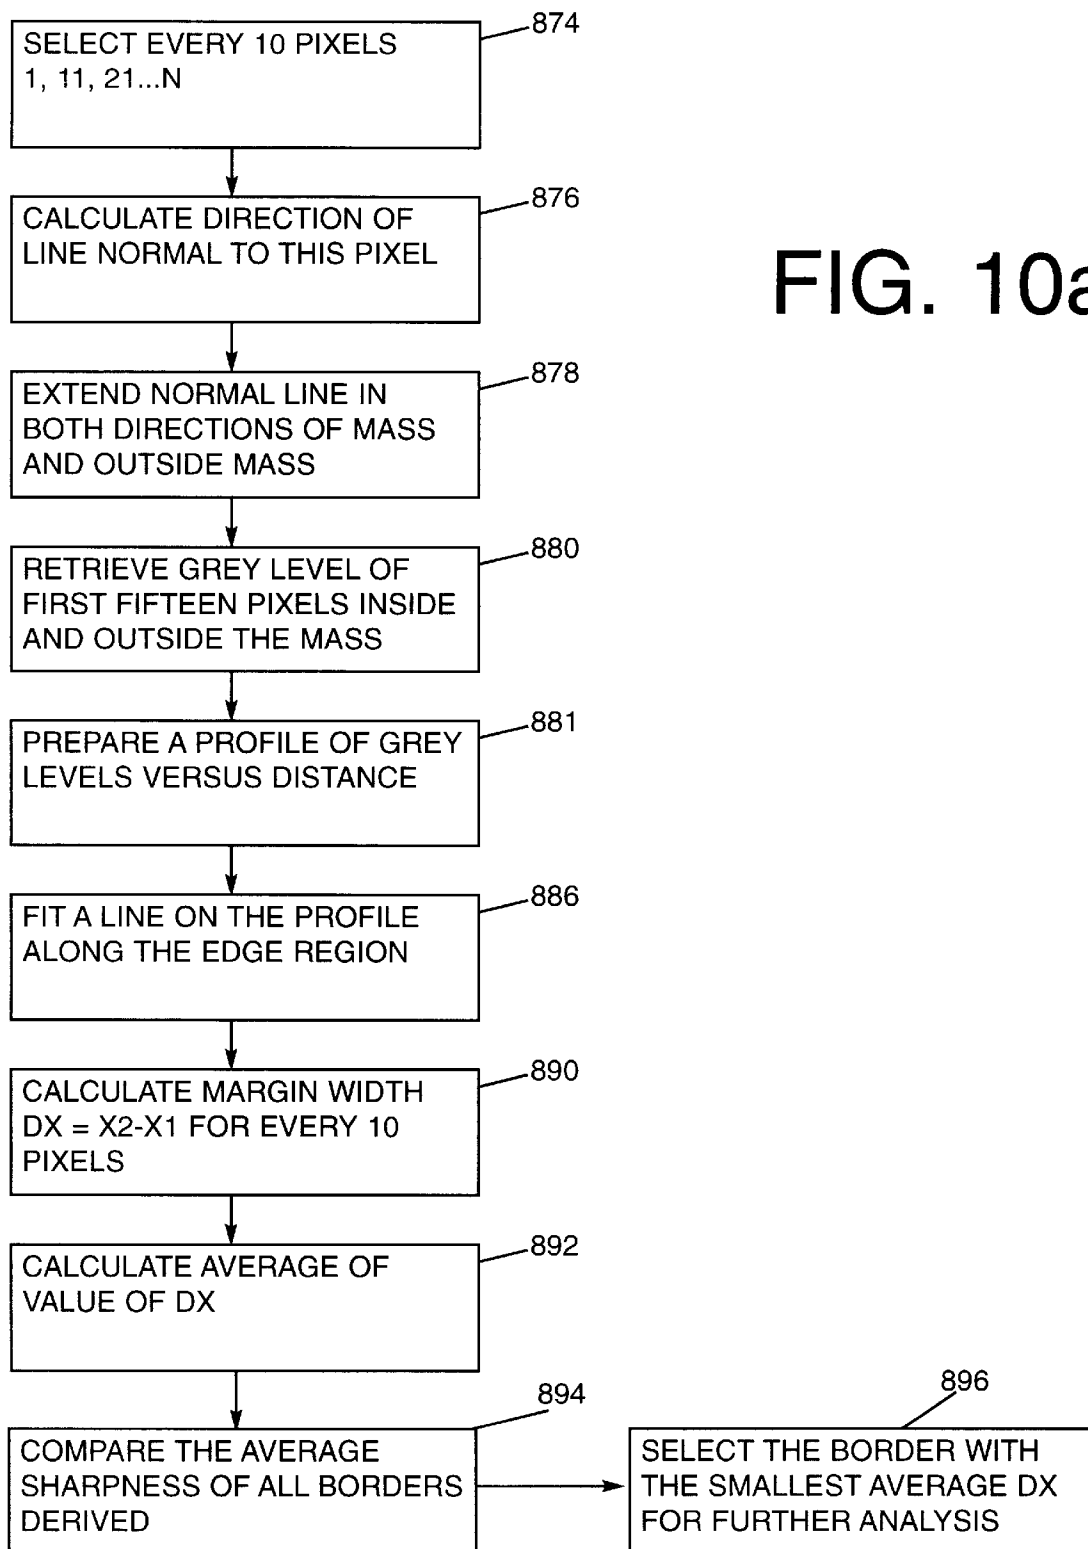 874
SELECT EVERY 10 PIXELS
1, 11, 21...N
876
CALCULATE DIRECTION OF
LINE NORMAL TO THIS PIXEL
FIG. 10a
878
EXTEND NORMAL LINE IN
BOTH DIRECTIONS OF MASS
AND OUTSIDE MASS
880
RETRIEVE GREY LEVEL OF
FIRST FIFTEEN PIXELS INSIDE
AND OUTSIDE THE MASS
881
PREPARE A PROFILE OF GREY
LEVELS VERSUS DISTANCE
886
FIT A LINE ON THE PROFILE
ALONG THE EDGE REGION
890
CALCULATE MARGIN WIDTH
DX = X2-X1 FOR EVERY 10
PIXELS
892
CALCULATE AVERAGE OF
VALUE OF DX
894
COMPARE THE AVERAGE
SHARPNESS OF ALL BORDERS
DERIVED
896
SELECT THE BORDER WITH
THE SMALLEST AVERAGE DX
FOR FURTHER ANALYSIS